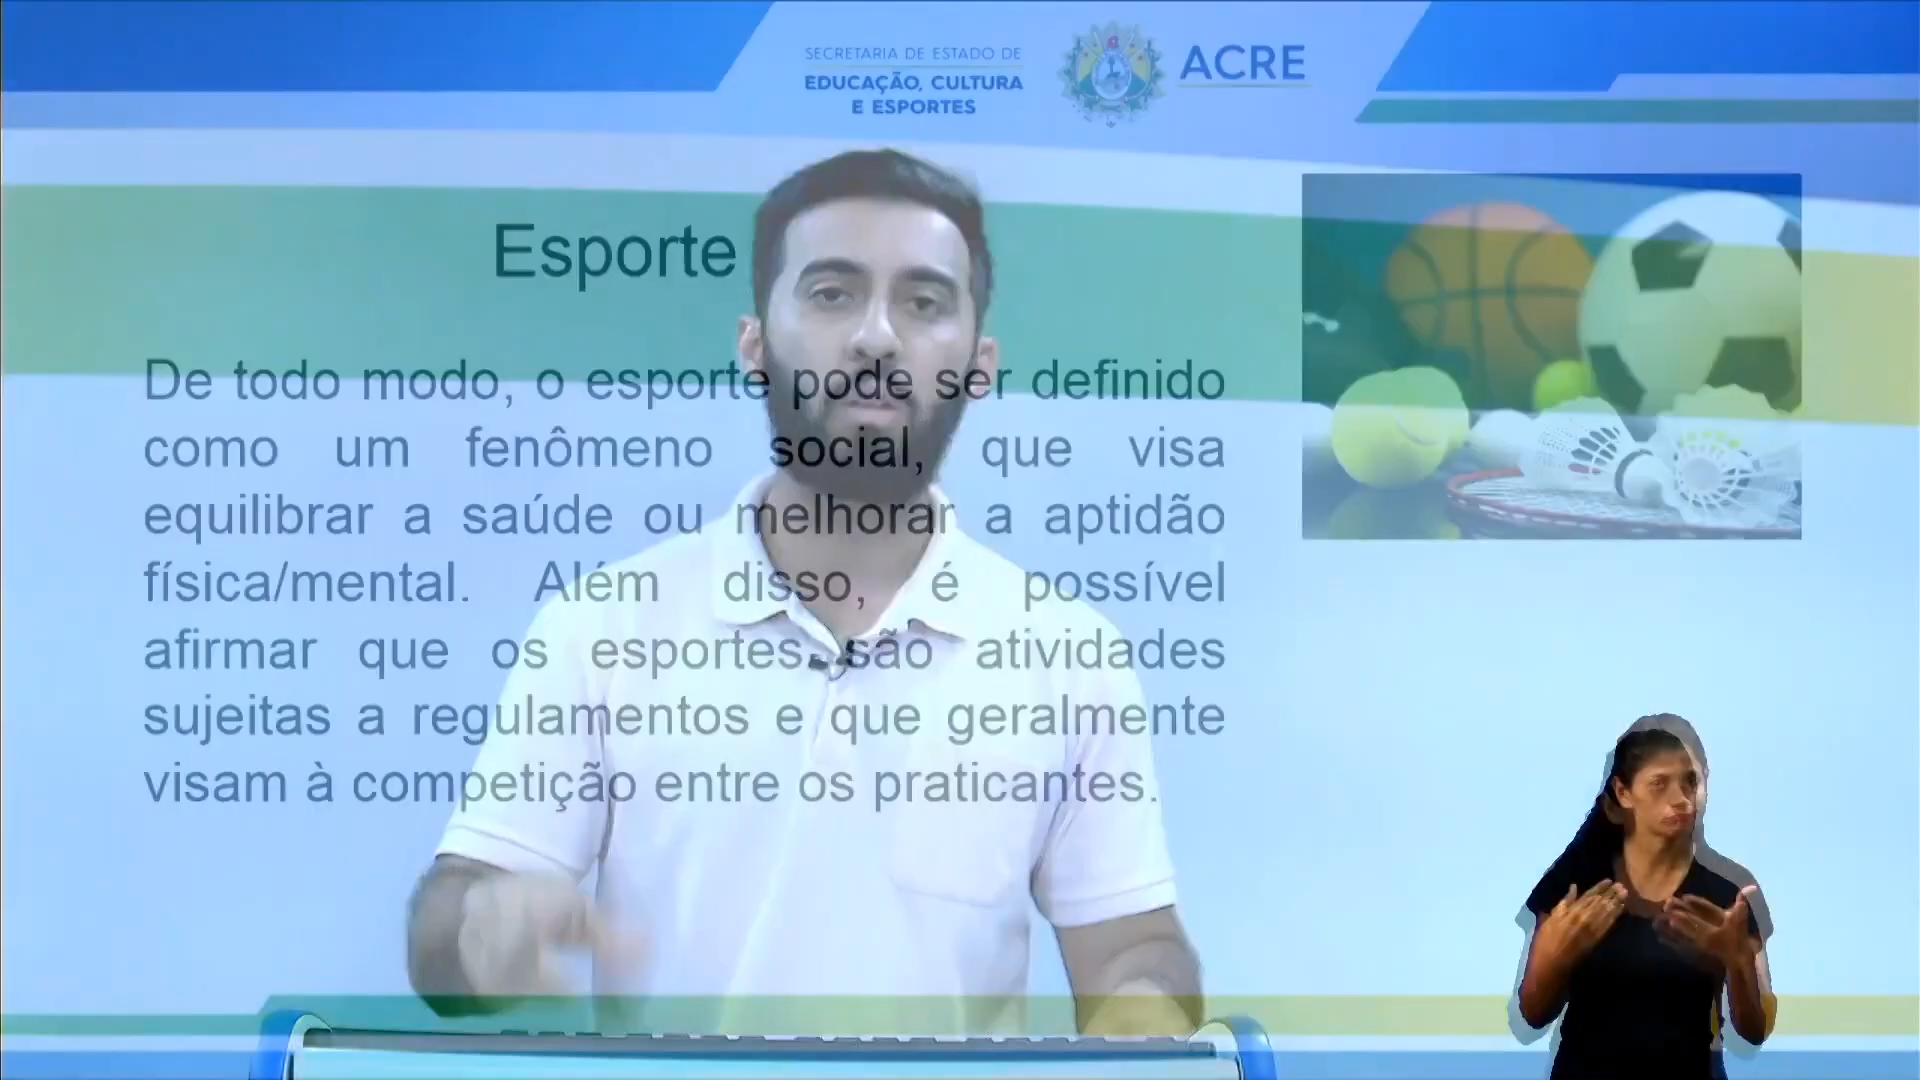 SECRETARIA DE ESTADO DE
EDUCAÇÃO, CULTURA
E ESPORTES
ACRE
Esporte
De todo modo, o esporte pode ser definido
como um fenômeno social, que visa
equilibrar a saúde ou melhorar a aptidão
física/mental. Além disso, é possível
afirmar que os esportes são atividades
sujeitas a regulamentos e que geralmente
visam à competição entre os praticantes.